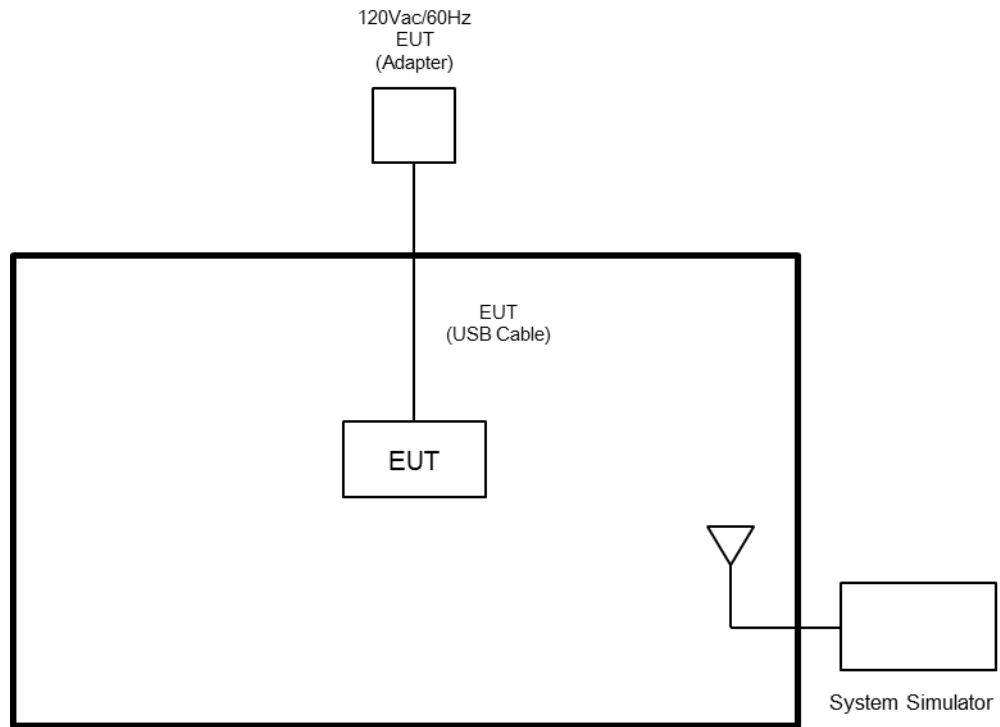 120Vac/60Hz
EUT
(Adapter)
EUT
(USB Cable)
EUT
System Simulator